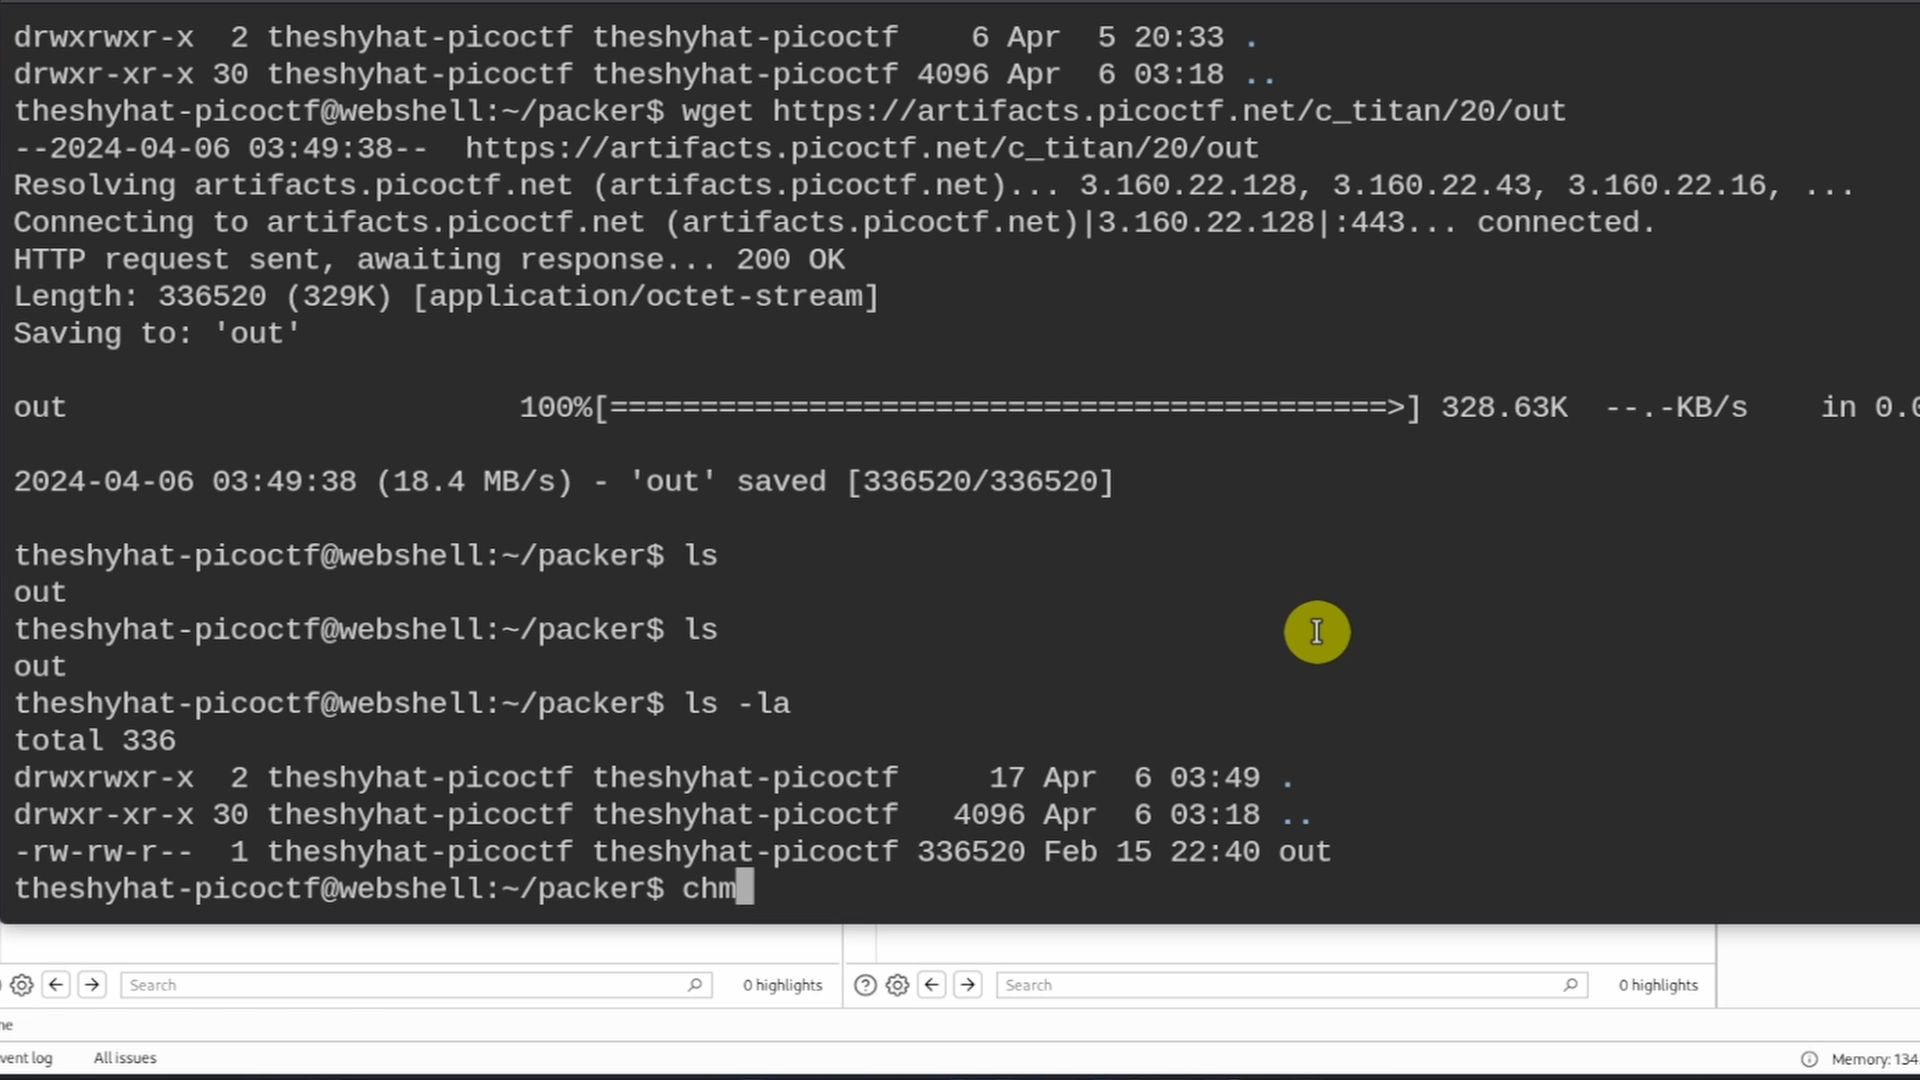 drwxrwxr-x  2 theshyhat-picoctf theshyhat-picoctf    6 Apr  5 20:33 .
drwxr-xr-x 30 theshyhat-picoctf theshyhat-picoctf 4096 Apr  6 03:18 ..
theshyhat-picoctf@webshell:~/packer$ wget https://artifacts.picoctf.net/c_titan/20/out
--2024-04-06 03:49:38--  https://artifacts.picoctf.net/c_titan/20/out
Resolving artifacts.picoctf.net (artifacts.picoctf.net)... 3.160.22.128, 3.160.22.43, 3.160.22.16, ...
Connecting to artifacts.picoctf.net (artifacts.picoctf.net)|3.160.22.128|:443... connected.
HTTP request sent, awaiting response... 200 OK
Length: 336520 (329K) [application/octet-stream]
Saving to: 'out'
out                         100%[===========================================>] 328.63K  --.-KB/s    in 0.0
2024-04-06 03:49:38 (18.4 MB/s) - 'out' saved [336520/336520]
theshyhat-picoctf@webshell:~/packer$ ls
out
theshyhat-picoctf@webshell:~/packer$ ls
out
theshyhat-picoctf@webshell:~/packer$ ls -la
total 336
drwxrwxr-x  2 theshyhat-picoctf theshyhat-picoctf     17 Apr  6 03:49 .
drwxr-xr-x 30 theshyhat-picoctf theshyhat-picoctf   4096 Apr  6 03:18 ..
-rw-rw-r--  1 theshyhat-picoctf theshyhat-picoctf 336520 Feb 15 22:40 out
theshyhat-picoctf@webshell:~/packer$ chm
Search 0 highlights Search 0 highlights
ne
vent log All issues Memory: 134